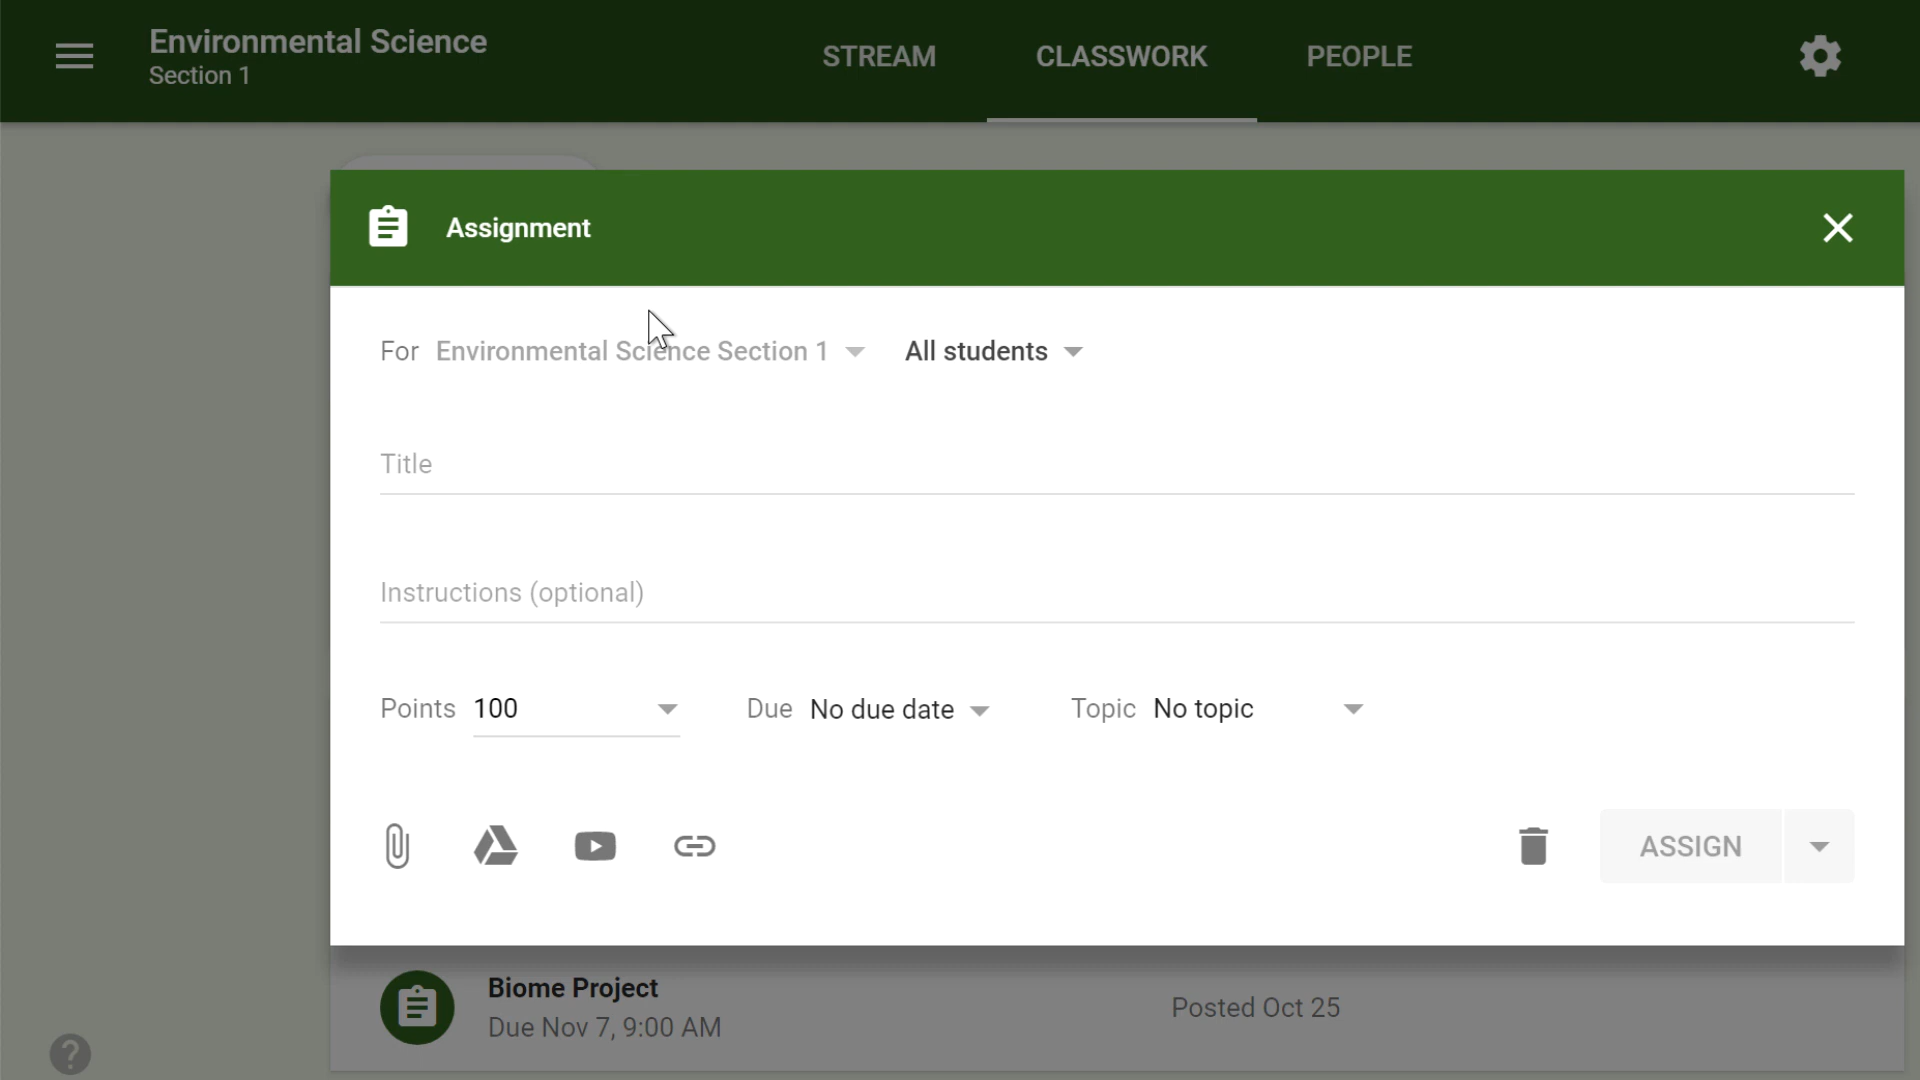 Environmental Science
Section 1
STREAM CLASSWORK PEOPLE
Assignment
For Environmental Science Section 1 All students
Title
Instructions (optional)
Points 100 Due No due date Topic No topic
ASSIGN
Biome Project
Due Nov 7, 9:00 AM
Posted Oct 25